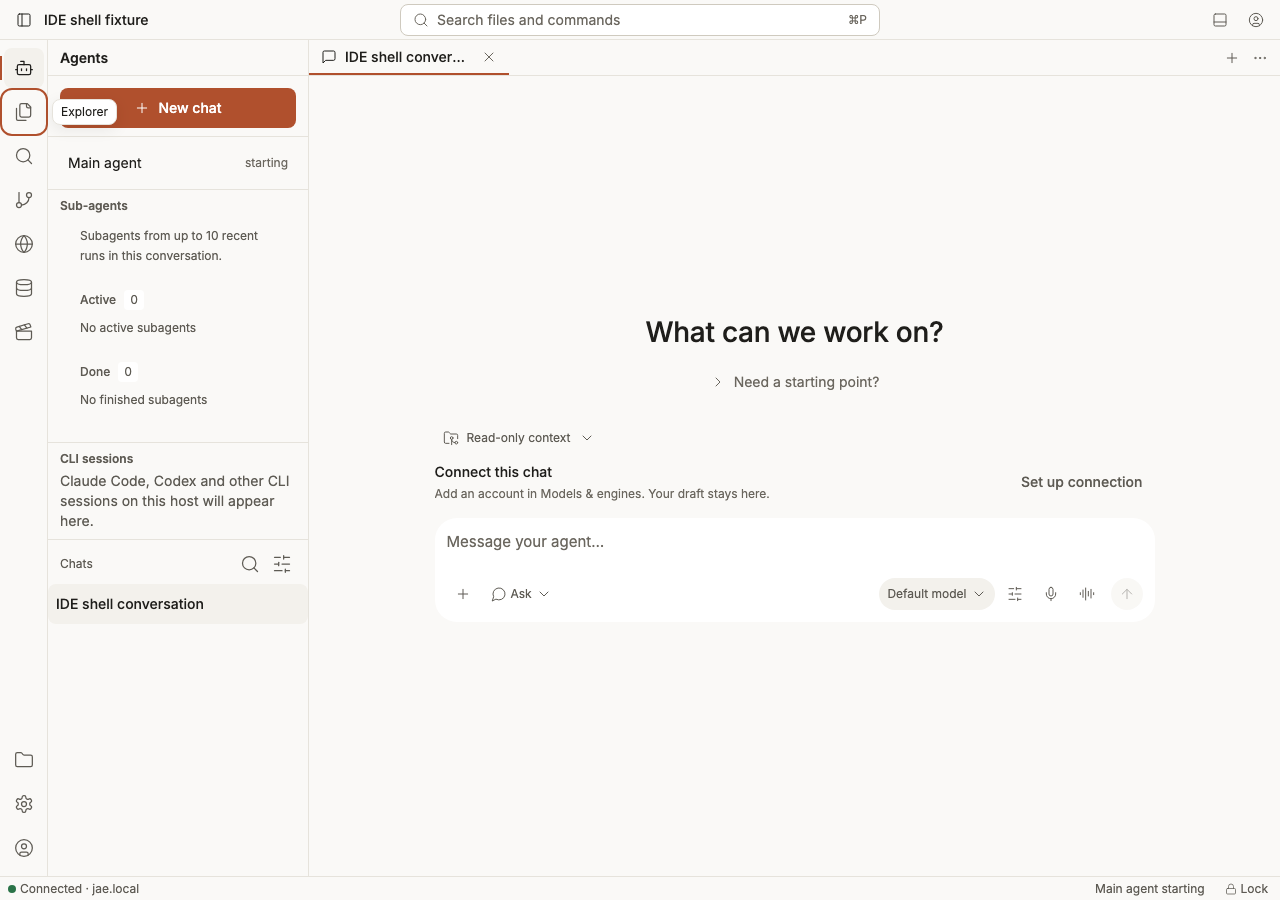 IDE shell fixture
Search files and commands
⌘P
Agents
IDE shell conver...
Explorer
New chat
Main agent
starting
Sub-agents
Subagents from up to 10 recent
runs in this conversation.
Active 0
No active subagents
Done 0
No finished subagents
CLI sessions
Claude Code, Codex and other CLI
sessions on this host will appear
here.
Chats
IDE shell conversation
What can we work on?
Need a starting point?
Read-only context
Connect this chat
Add an account in Models & engines. Your draft stays here.
Set up connection
Message your agent...
Ask
Default model
Connected · jae.local
Main agent starting
Lock